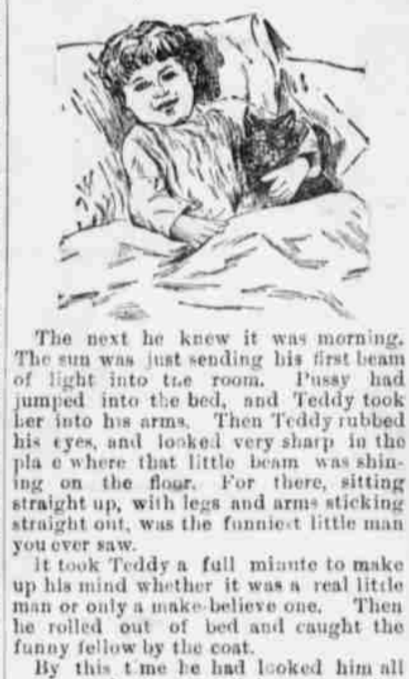 The next he knew it was morning.
The sun was just sending his first beam
of light into the room. Pussy had
jumped into the bed, and Teddy took
her into his arms. Then Teddy rubbed
his eyes, and looked very sharp in the
pla e where that little beam was shin-
ing on the floor. For there, sitting
straight up, with legs and arms sticking
straight out, was the funniest little man
you ever saw.
It took Teddy a full minute to make
up his mind whether it was a real little
man or only a make-believe one. Then
he rolled out of bed and caught the
funny fellow by the coat.
By this t me he had looked him all